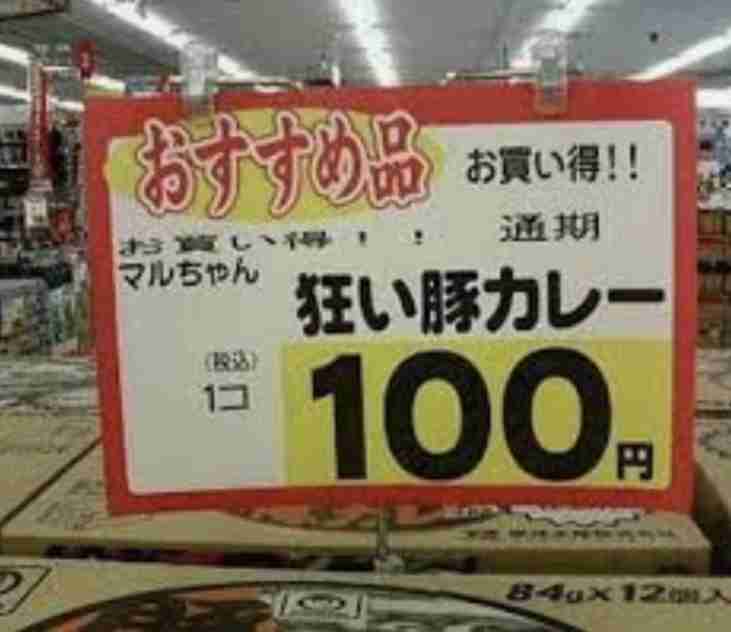 おすすめ品
お買い得!!
お買い得!!
通期
マルちゃん
狂い豚カレー
(税込)
1コ
100円
84g×12個入